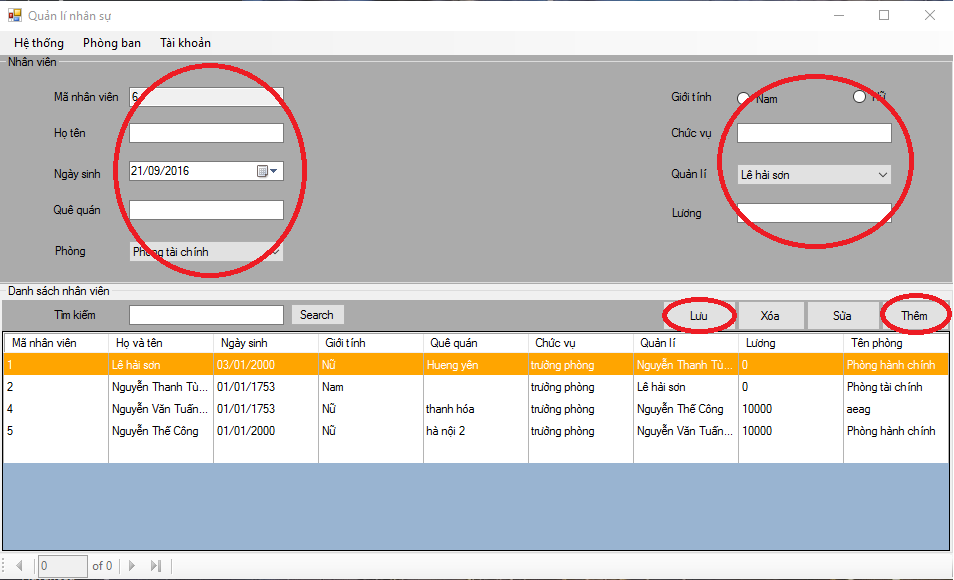 Quản lí nhân sự
Hệ thống Phòng ban Tài khoản
Nhân viên
Mã nhân viên 6 Giới tính Nam Nữ
Họ tên Chức vụ
Ngày sinh 21/09/2016 Quản lí Lê hải sơn
Quê quán Lương
Phòng Phòng tài chính
Danh sách nhân viên
Tìm kiếm Search Lưu Xóa Sửa Thêm
Mã nhân viên Họ và tên Ngày sinh Giới tính Quê quán Chức vụ Quản lí Lương Tên phòng
1 Lê hải sơn 03/01/2000 Nữ Hưeng yên trưởng phòng Nguyễn Thanh Tù... 0 Phòng hành chính
2 Nguyễn Thanh Tù... 01/01/1753 Nam trưởng phòng Lê hải sơn 0 Phòng tài chính
4 Nguyễn Văn Tuấn... 01/01/1753 Nữ thanh hóa trưởng phòng Nguyễn Thế Công 10000 aeag
5 Nguyễn Thế Công 01/01/2000 Nữ hà nội 2 trưởng phòng Nguyễn Văn Tuấn... 10000 Phòng hành chính
0 of 0